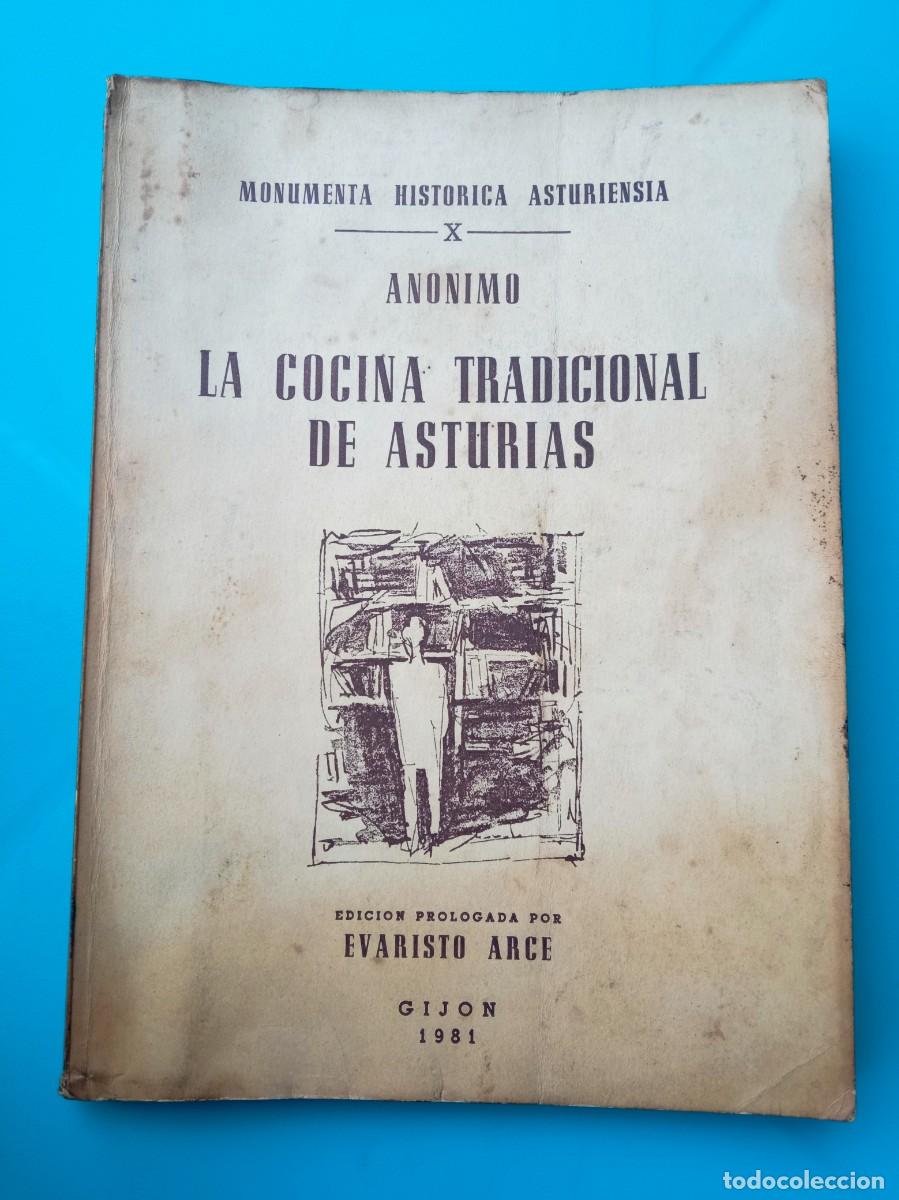 MONUMENTA HISTORICA ASTURIENSIA
X
ANONIMO
LA COCINA TRADICIONAL
DE ASTURIAS
EDICION PROLOGADA POR
EVARISTO ARCE
GIJON
1981
todocoleccion